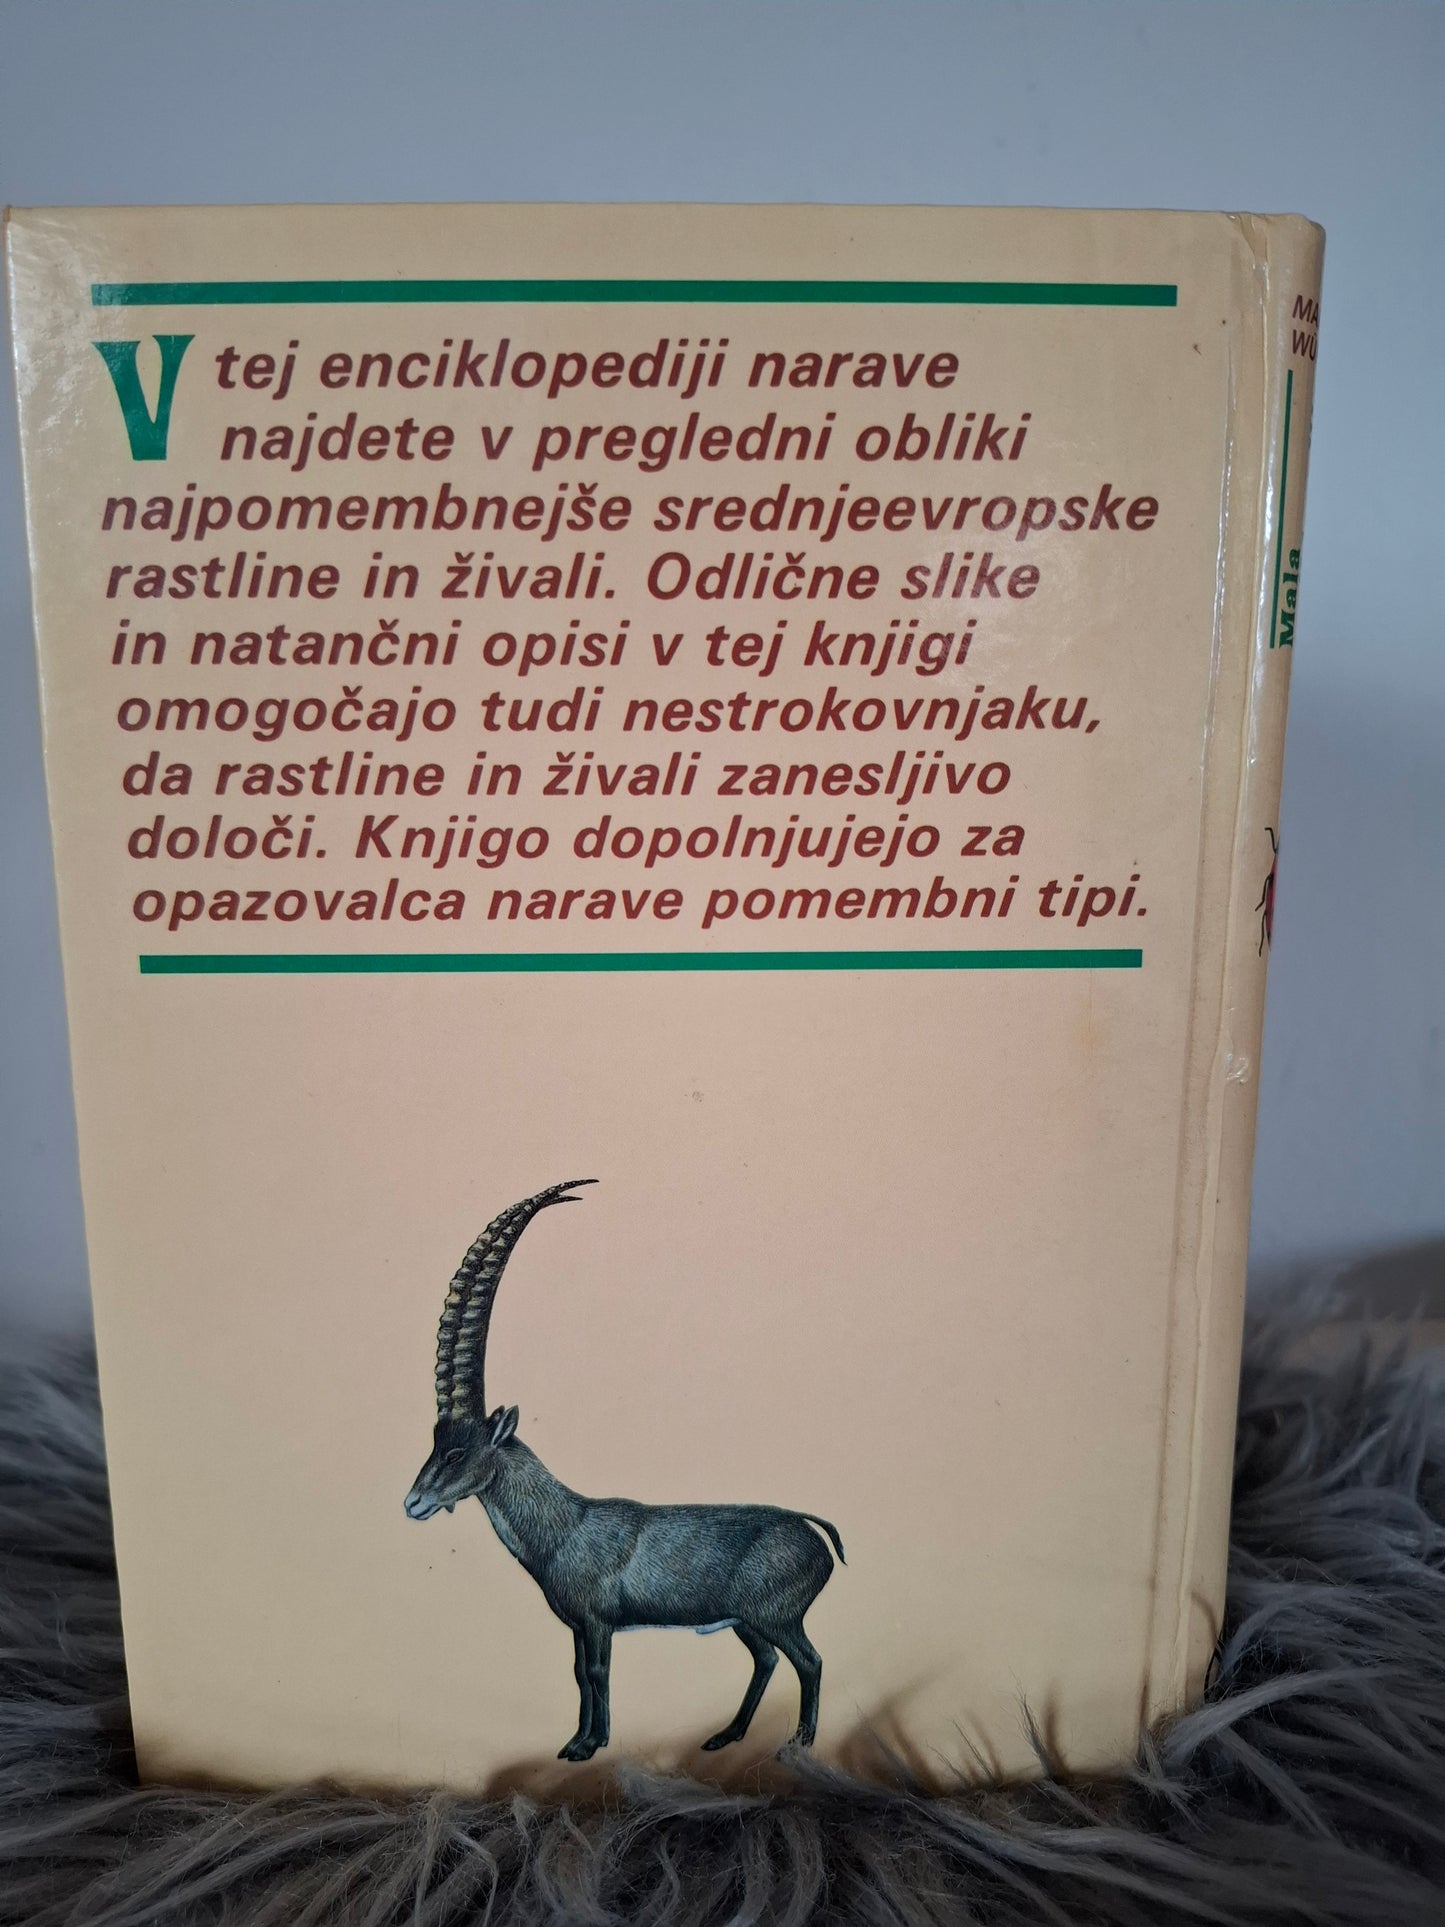 V tej enciklopediji narave
najdete v pregledni obliki
najpomembnejše srednjeevropske
rastline in živali. Odlične slike
in natančni opisi v tej knjigi
omogočajo tudi nestrokovnjaku,
da rastline in živali zanesljivo
določi. Knjigo dopolnjujejo za
opazovalca narave pomembni tipi.
Mala